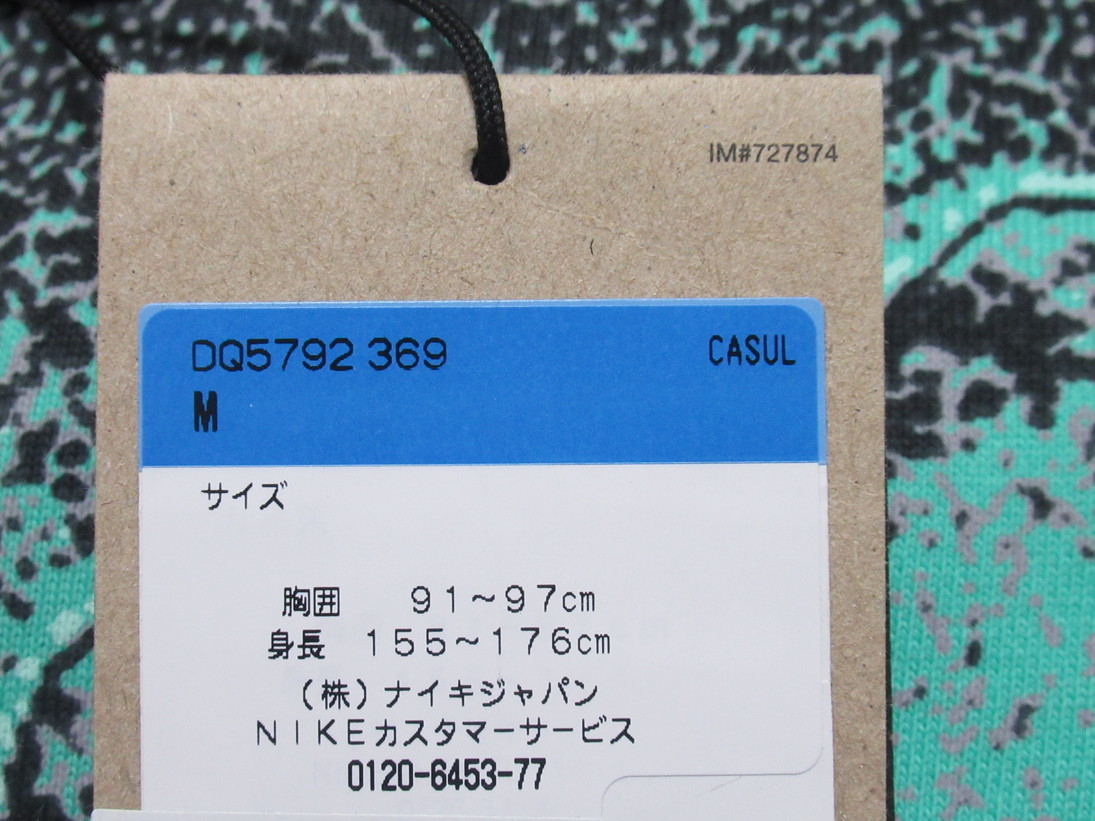 IM#727874
DQ5792 369 CASUL
M
サイズ
胸囲 91~97cm
身長 155~176cm
(株)ナイキジャパン
NIKEカスタマーサービス
0120-6453-77